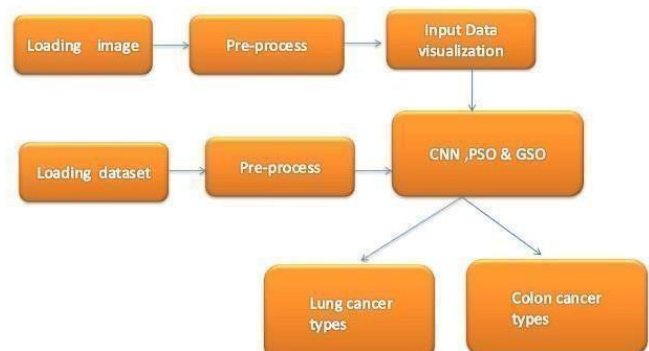 Loading image
Pre-process
Input Data
visualization
Loading dataset
Pre-process
CNN ,PSO & GSO
Lung cancer
types
Colon cancer
types